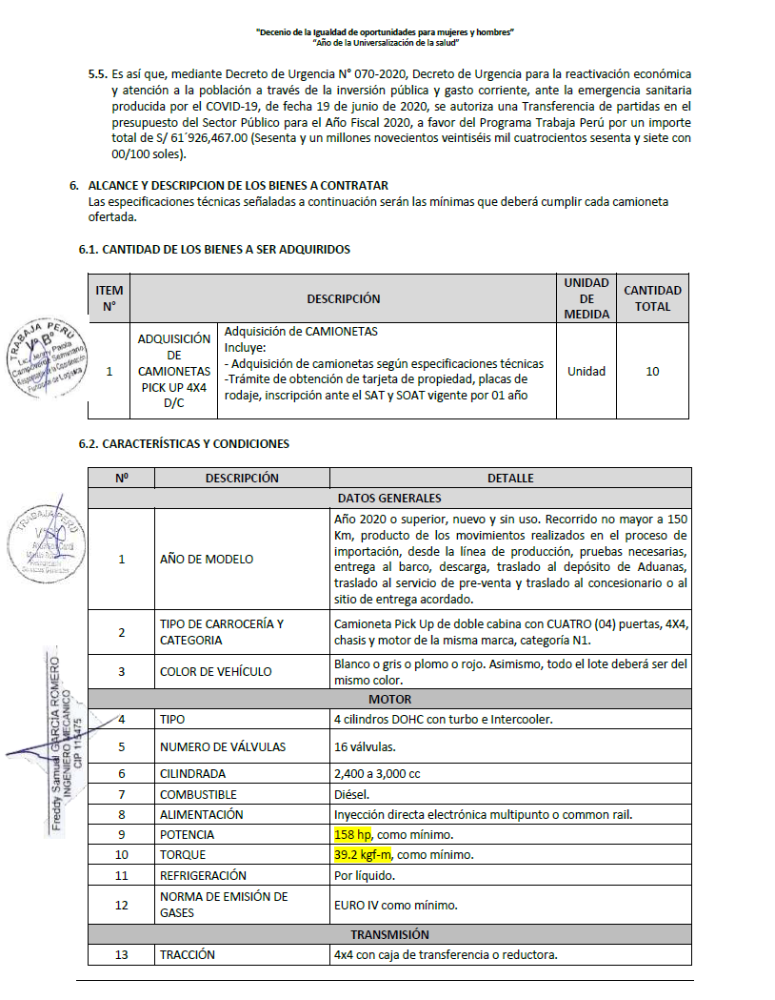 "Decenio de la Igualdad de oportunidades para mujeres y hombres"
"Año de la Universalización de la salud"
5.5. Es así que, mediante Decreto de Urgencia N° 070-2020, Decreto de Urgencia para la reactivación económica
y atención a la población a través de la inversión pública y gasto corriente, ante la emergencia sanitaria
producida por el COVID-19, de fecha 19 de junio de 2020, se autoriza una Transferencia de partidas en el
presupuesto del Sector Público para el Año Fiscal 2020, a favor del Programa Trabaja Perú por un importe
total de S/ 61´926,467.00 (Sesenta y un millones novecientos veintiséis mil cuatrocientos sesenta y siete con
00/100 soles).
6. ALCANCE Y DESCRIPCION DE LOS BIENES A CONTRATAR
Las especificaciones técnicas señaladas a continuación serán las mínimas que deberá cumplir cada camioneta
ofertada.
6.1. CANTIDAD DE LOS BIENES A SER ADQUIRIDOS
ITEM N°
DESCRIPCIÓN
UNIDAD DE MEDIDA
CANTIDAD TOTAL
1
ADQUISICIÓN
DE
CAMIONETAS
PICK UP 4X4
D/C
Adquisición de CAMIONETAS
Incluye:
- Adquisición de camionetas según especificaciones técnicas
-Trámite de obtención de tarjeta de propiedad, placas de
rodaje, inscripción ante el SAT y SOAT vigente por 01 año
Unidad
10
TRABAJA PERÚ
V° B°
Lic. Jenny Paola
Campoverde Seminario
Responsable de la Coordinación
Funcional de Logística
6.2. CARACTERÍSTICAS Y CONDICIONES
N° DESCRIPCIÓN DETALLE
DATOS GENERALES
1 AÑO DE MODELO
Año 2020 o superior, nuevo y sin uso. Recorrido no mayor a 150
Km, producto de los movimientos realizados en el proceso de
importación, desde la línea de producción, pruebas necesarias,
entrega al barco, descarga, traslado al depósito de Aduanas,
traslado al servicio de pre-venta y traslado al concesionario o al
sitio de entrega acordado.
TRABAJA PERÚ
V°B°
Servicios Generales
2
TIPO DE CARROCERÍA Y
CATEGORIA
Camioneta Pick Up de doble cabina con CUATRO (04) puertas, 4X4,
chasis y motor de la misma marca, categoría N1.
3 COLOR DE VEHÍCULO
Blanco o gris o plomo o rojo. Asimismo, todo el lote deberá ser del
mismo color.
MOTOR
4 TIPO 4 cilindros DOHC con turbo e Intercooler.
5 NUMERO DE VÁLVULAS 16 válvulas.
6 CILINDRADA 2,400 a 3,000 cc
7 COMBUSTIBLE Diésel.
8 ALIMENTACIÓN Inyección directa electrónica multipunto o common rail.
9 POTENCIA 158 hp, como mínimo.
10 TORQUE 39.2 kgf-m, como mínimo.
11 REFRIGERACIÓN Por líquido.
12
NORMA DE EMISIÓN DE
GASES
EURO IV como mínimo.
TRANSMISIÓN
13 TRACCIÓN 4x4 con caja de transferencia o reductora.
Freddy Samuel GARCÍA ROMERO
INGENIERO MECANICO
CIP 115475